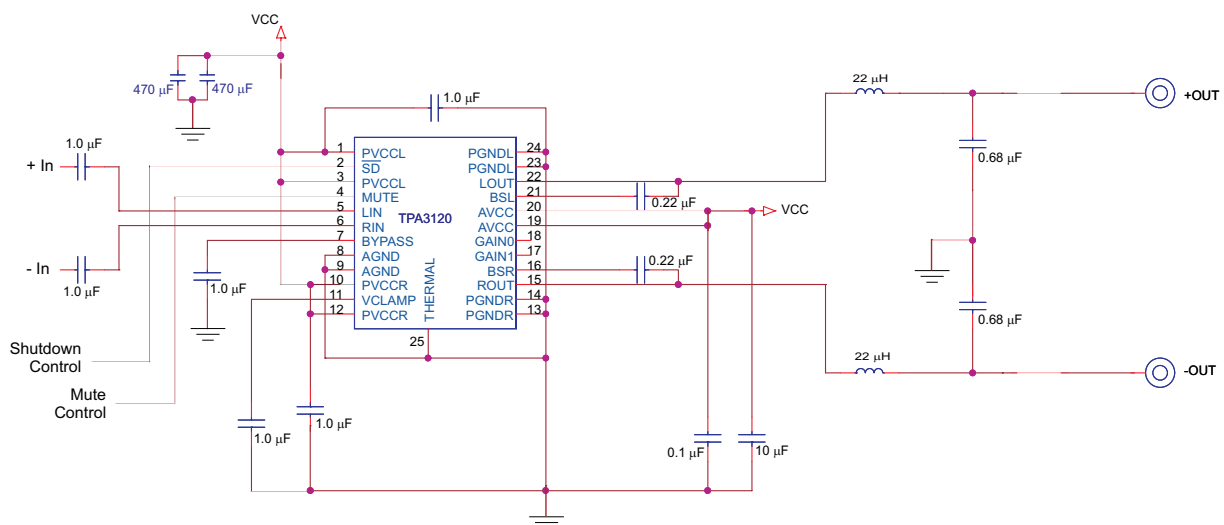 VCC
470 μF
470 μF
1.0 μF
1.0 μF
+ In
- In
1.0 μF
1.0 μF
Shutdown
Control
Mute
Control
1.0 μF
1.0 μF
TPA3120
THERMAL
25
1 PVCCL
2 SD
3 PVCCL
4 MUTE
5 LIN
6 RIN
7 BYPASS
8 AGND
9 AGND
10 PVCCR
11 VCLAMP
12 PVCCR
PGNDL 24
PGNDL 23
LOUT 22
BSL 21
AVCC 20
AVCC 19
GAIN0 18
GAIN1 17
BSR 16
ROUT 15
PGNDR 14
PGNDR 13
0.22 μF
VCC
0.22 μF
0.1 μF
10 μF
22 μH
+OUT
0.68 μF
0.68 μF
22 μH
-OUT